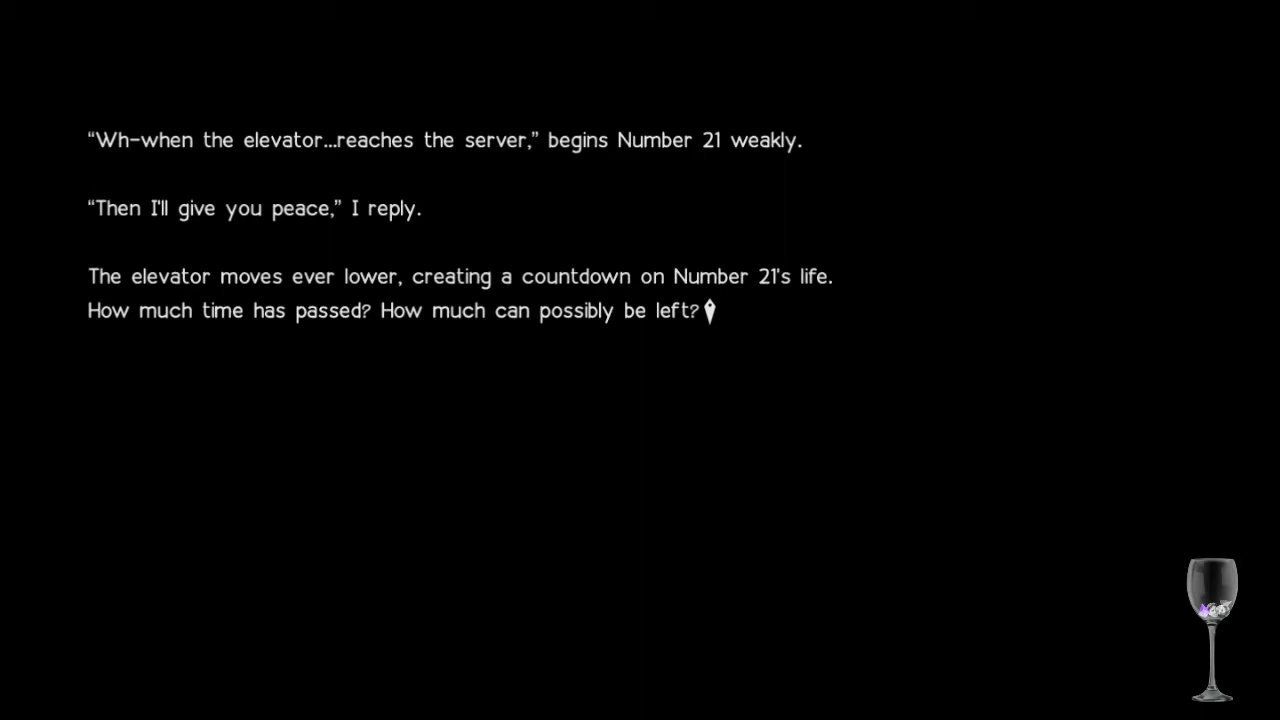 “Wh-when the elevator...reaches the server,” begins Number 21 weakly.
“Then I'll give you peace,” I reply.
The elevator moves ever lower, creating a countdown on Number 21's life.
How much time has passed? How much can possibly be left?